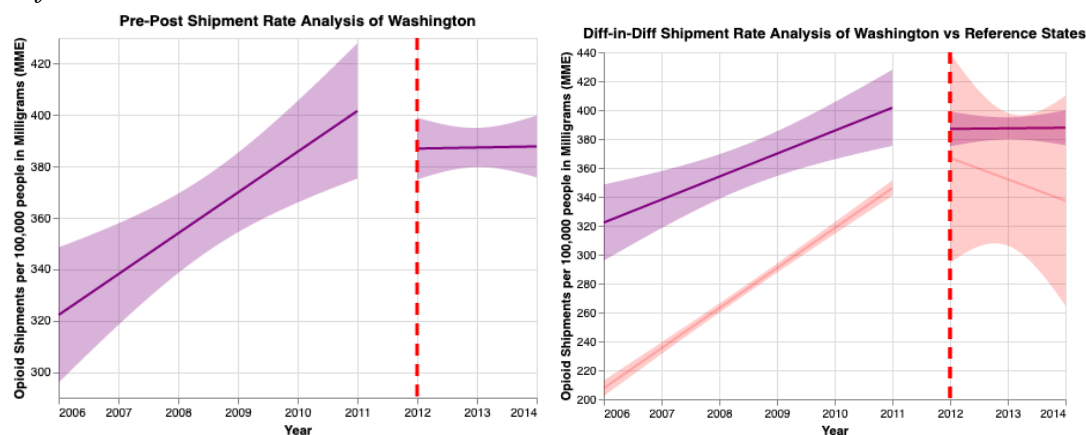 Pre-Post Shipment Rate Analysis of Washington
Opioid Shipments per 100,000 people in Milligrams (MME)
420
400
380
360
340
320
300
2006 2007 2008 2009 2010 2011 2012 2013 2014
Year
Diff-in-Diff Shipment Rate Analysis of Washington vs Reference States
Opioid Shipments per 100,000 people in Milligrams (MME)
440
420
400
380
360
340
320
300
280
260
240
220
200
2006 2007 2008 2009 2010 2011 2012 2013 2014
Year